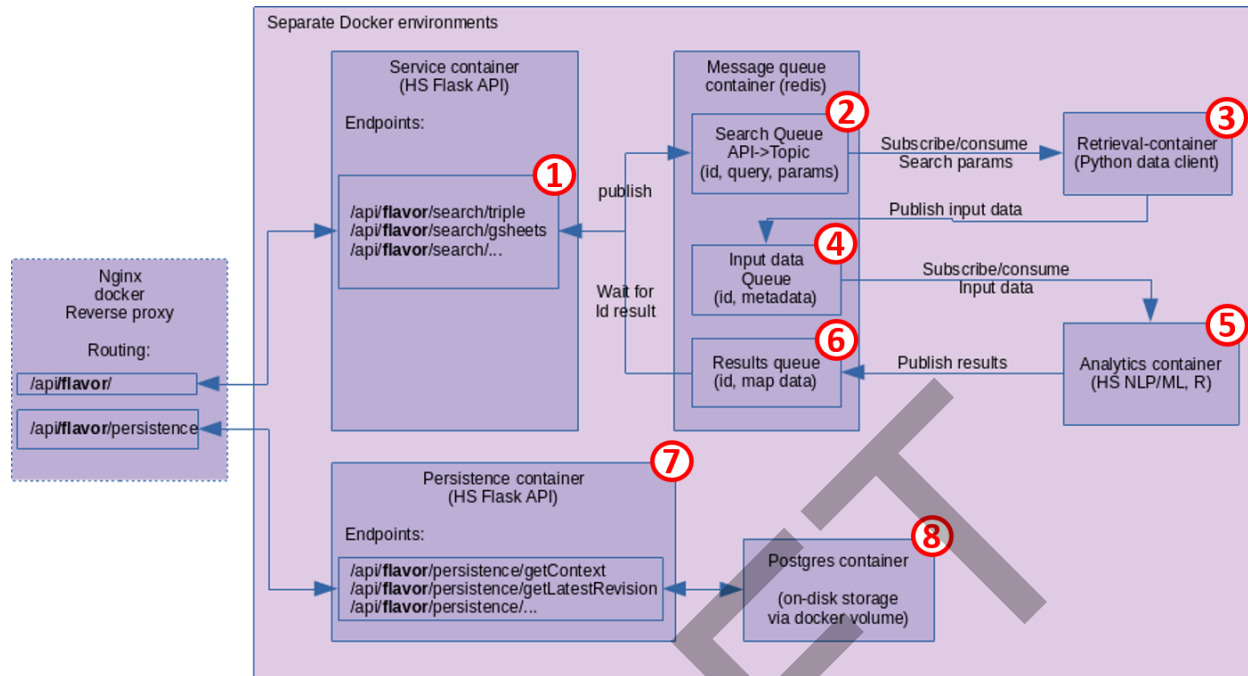 Separate Docker environments
Service container
(HS Flask API)
Endpoints:
1
/api/flavor/search/triple
/api/flavor/search/gsheets
/api/flavor/search/...
publish
Wait for
Id result
Message queue
container (redis)
2
Search Queue
API->Topic
(id, query, params)
Subscribe/consume
Search params
3
Retrieval-container
(Python data client)
Publish input data
4
Input data
Queue
(id, metadata)
Subscribe/consume
Input data
5
Analytics container
(HS NLP/ML, R)
Publish results
6
Results queue
(id, map data)
Nginx
docker
Reverse proxy
Routing:
/api/flavor/
/api/flavor/persistence
7
Persistence container
(HS Flask API)
Endpoints:
/api/flavor/persistence/getContext
/api/flavor/persistence/getLatestRevision
/api/flavor/persistence/...
8
Postgres container
(on-disk storage
via docker volume)